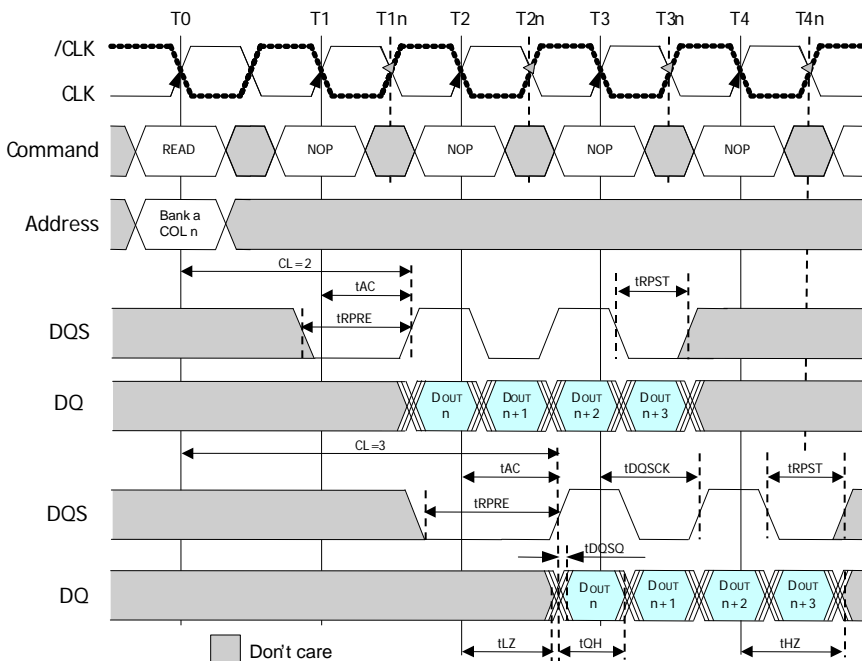 T0 T1 T1n T2 T2n T3 T3n T4 T4n
/CLK
CLK
Command READ NOP NOP NOP NOP
Address Bank a
COL n
CL=2
tAC tRPST
tRPRE
DQS
DQ DOUT n DOUT n+1 DOUT n+2 DOUT n+3
CL=3
tAC tDQSCK tRPST
tRPRE
DQS
tDQSQ
DQ DOUT n DOUT n+1 DOUT n+2 DOUT n+3
tLZ tQH tHZ
Don't care